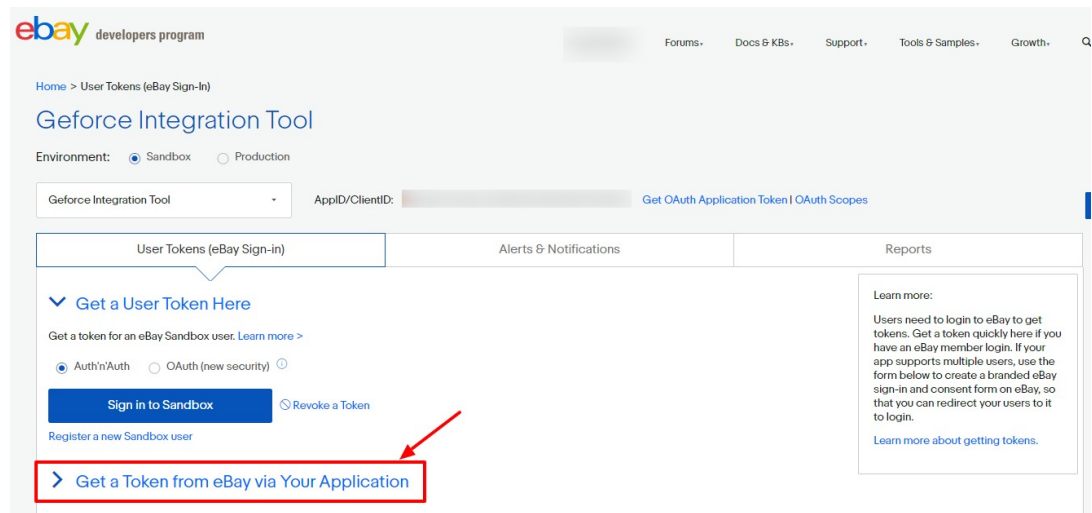 ebay developers program
Forums Docs & KBs Support Tools & Samples Growth
Home > User Tokens (eBay Sign-In)
Geforce Integration Tool
Environment: Sandbox Production
Geforce Integration Tool AppID/ClientID: Get OAuth Application Token | OAuth Scopes
User Tokens (eBay Sign-in) Alerts & Notifications Reports
Get a User Token Here
Get a token for an eBay Sandbox user. Learn more >
Auth'n'Auth OAuth (new security)
Sign in to Sandbox Revoke a Token
Register a new Sandbox user
Get a Token from eBay via Your Application
Learn more:
Users need to login to eBay to get
tokens. Get a token quickly here if you
have an eBay member login. If your
app supports multiple users, use the
form below to create a branded eBay
sign-in and consent form on eBay, so
that you can redirect your users to it
to login.
Learn more about getting tokens.